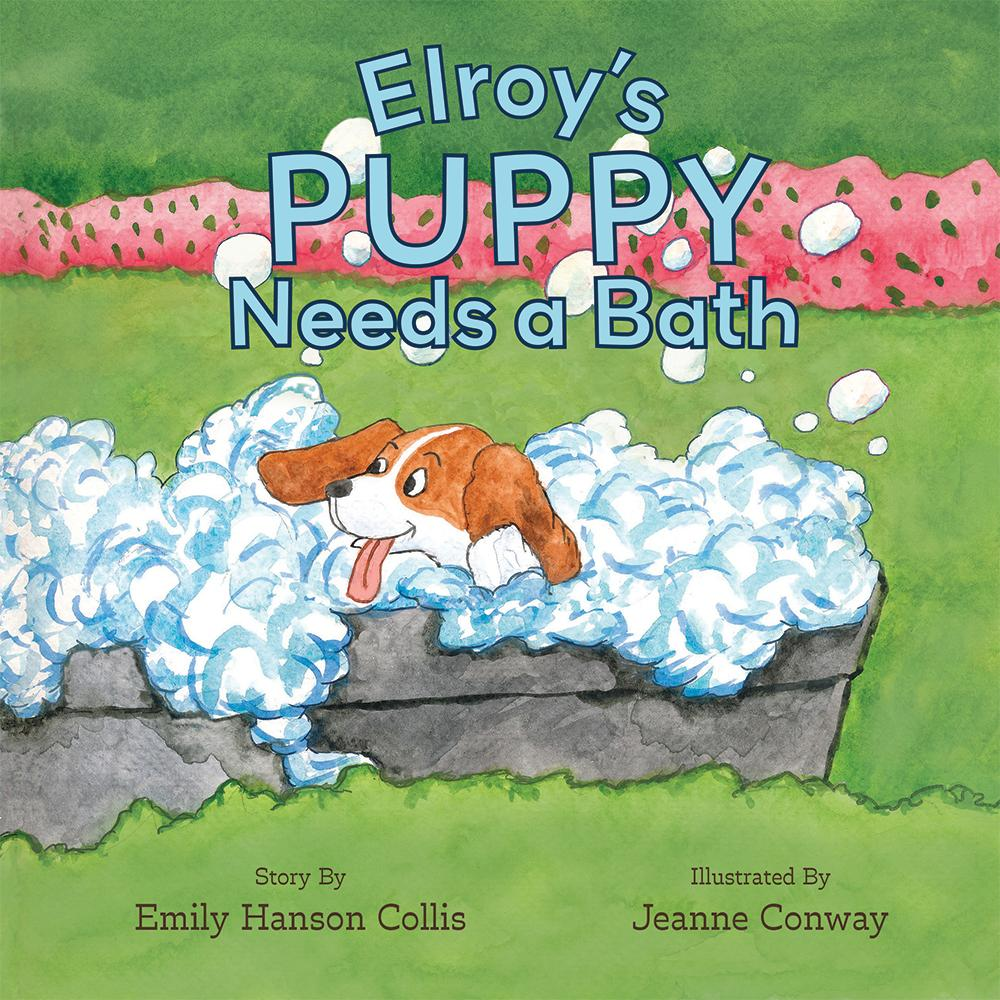 Elroy's
PUPPY
Needs a Bath
Story By
Emily Hanson Collis
Illustrated By
Jeanne Conway